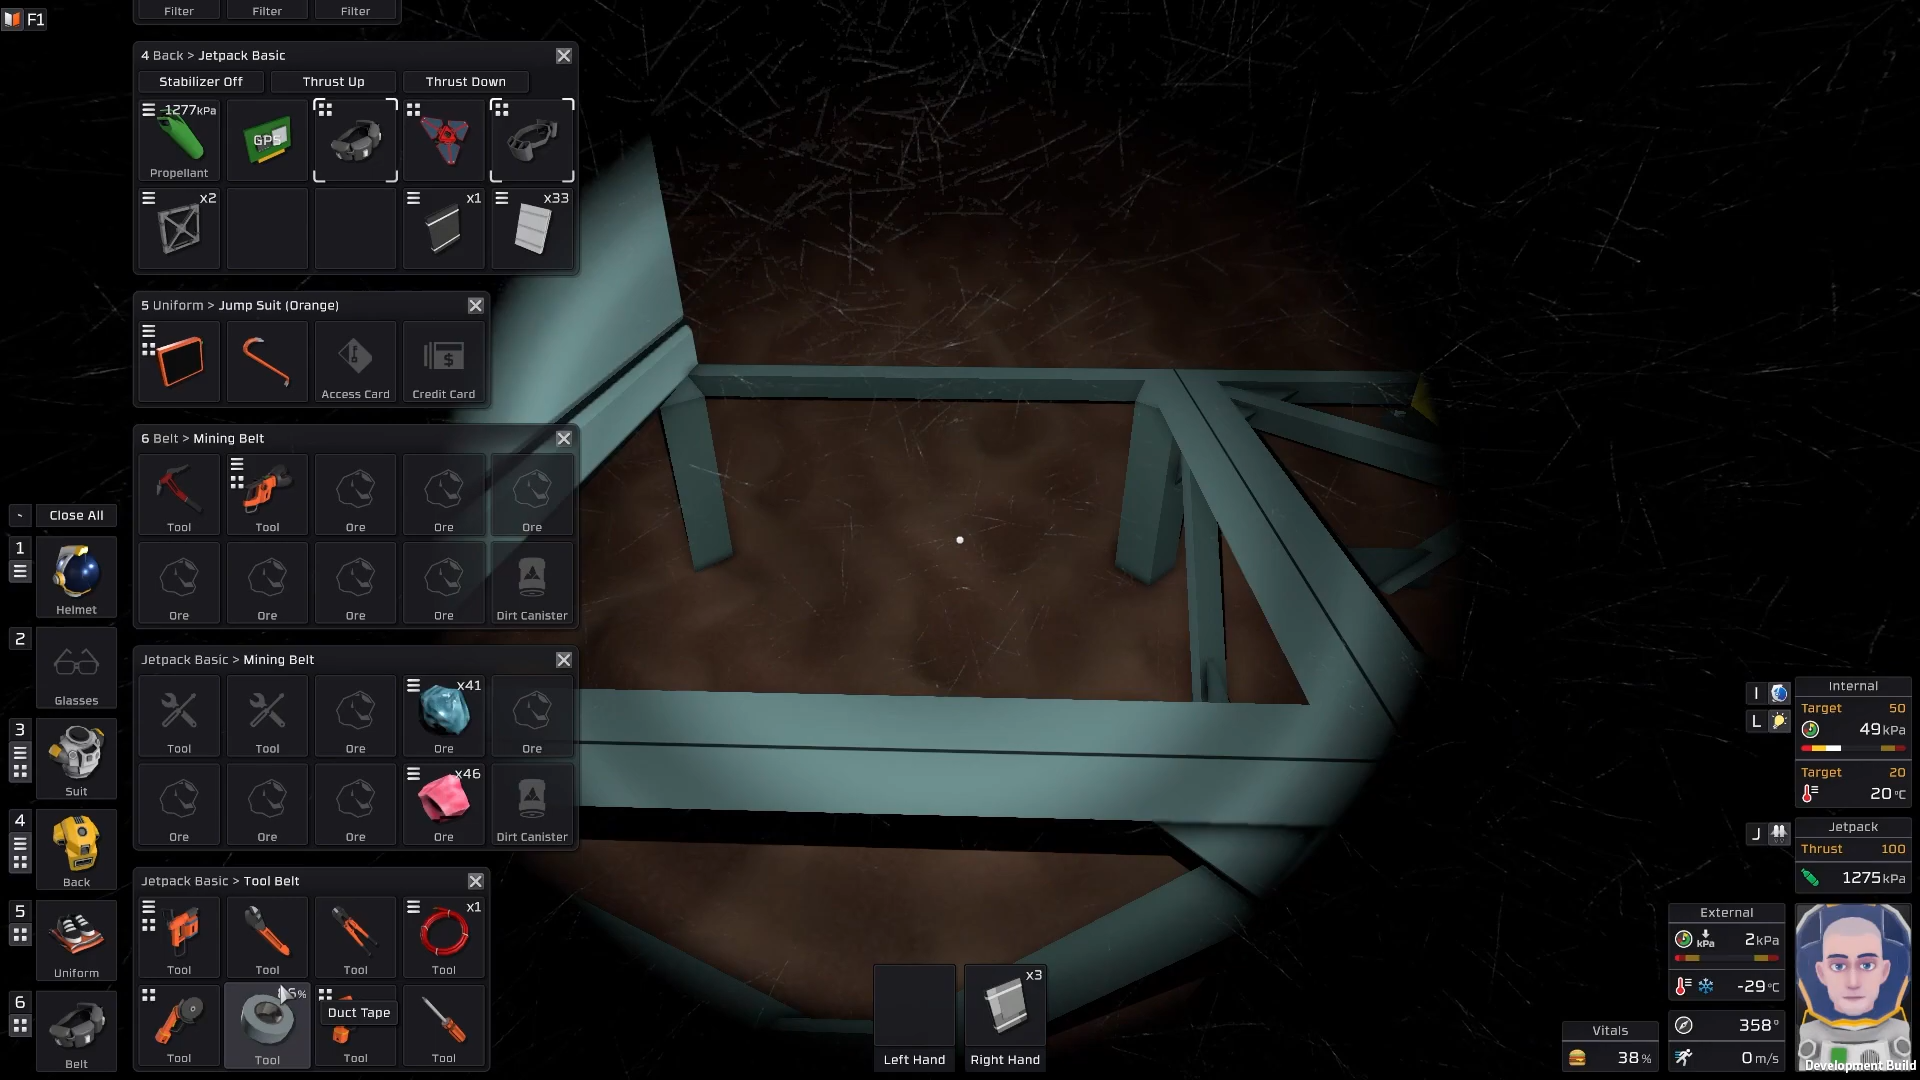 F1
Filter Filter Filter
4 Back > Jetpack Basic
Stabilizer Off Thrust Up Thrust Down
1277kPa
GPS
Propellant
x2 x1 x33
5 Uniform > Jump Suit (Orange)
Access Card Credit Card
6 Belt > Mining Belt
Tool Tool Ore Ore Ore
Ore Ore Ore Ore Dirt Canister
Jetpack Basic > Mining Belt
x41
Tool Tool Ore Ore Ore
x46
Ore Ore Ore Ore Dirt Canister
Jetpack Basic > Tool Belt
x1
Tool Tool Tool Tool
Duct Tape
Tool Tool Tool Tool
~ Close All
1
Helmet
2
Glasses
3
Suit
4
Back
5
Uniform
6
Belt
x3
Left Hand Right Hand
I
L
Internal
Target 50
49kPa
Target 20
20°C
J
Jetpack
Thrust 100
1275kPa
External
kPa 2kPa
-29°C
358°
0m/s
Vitals
38%
Development Build